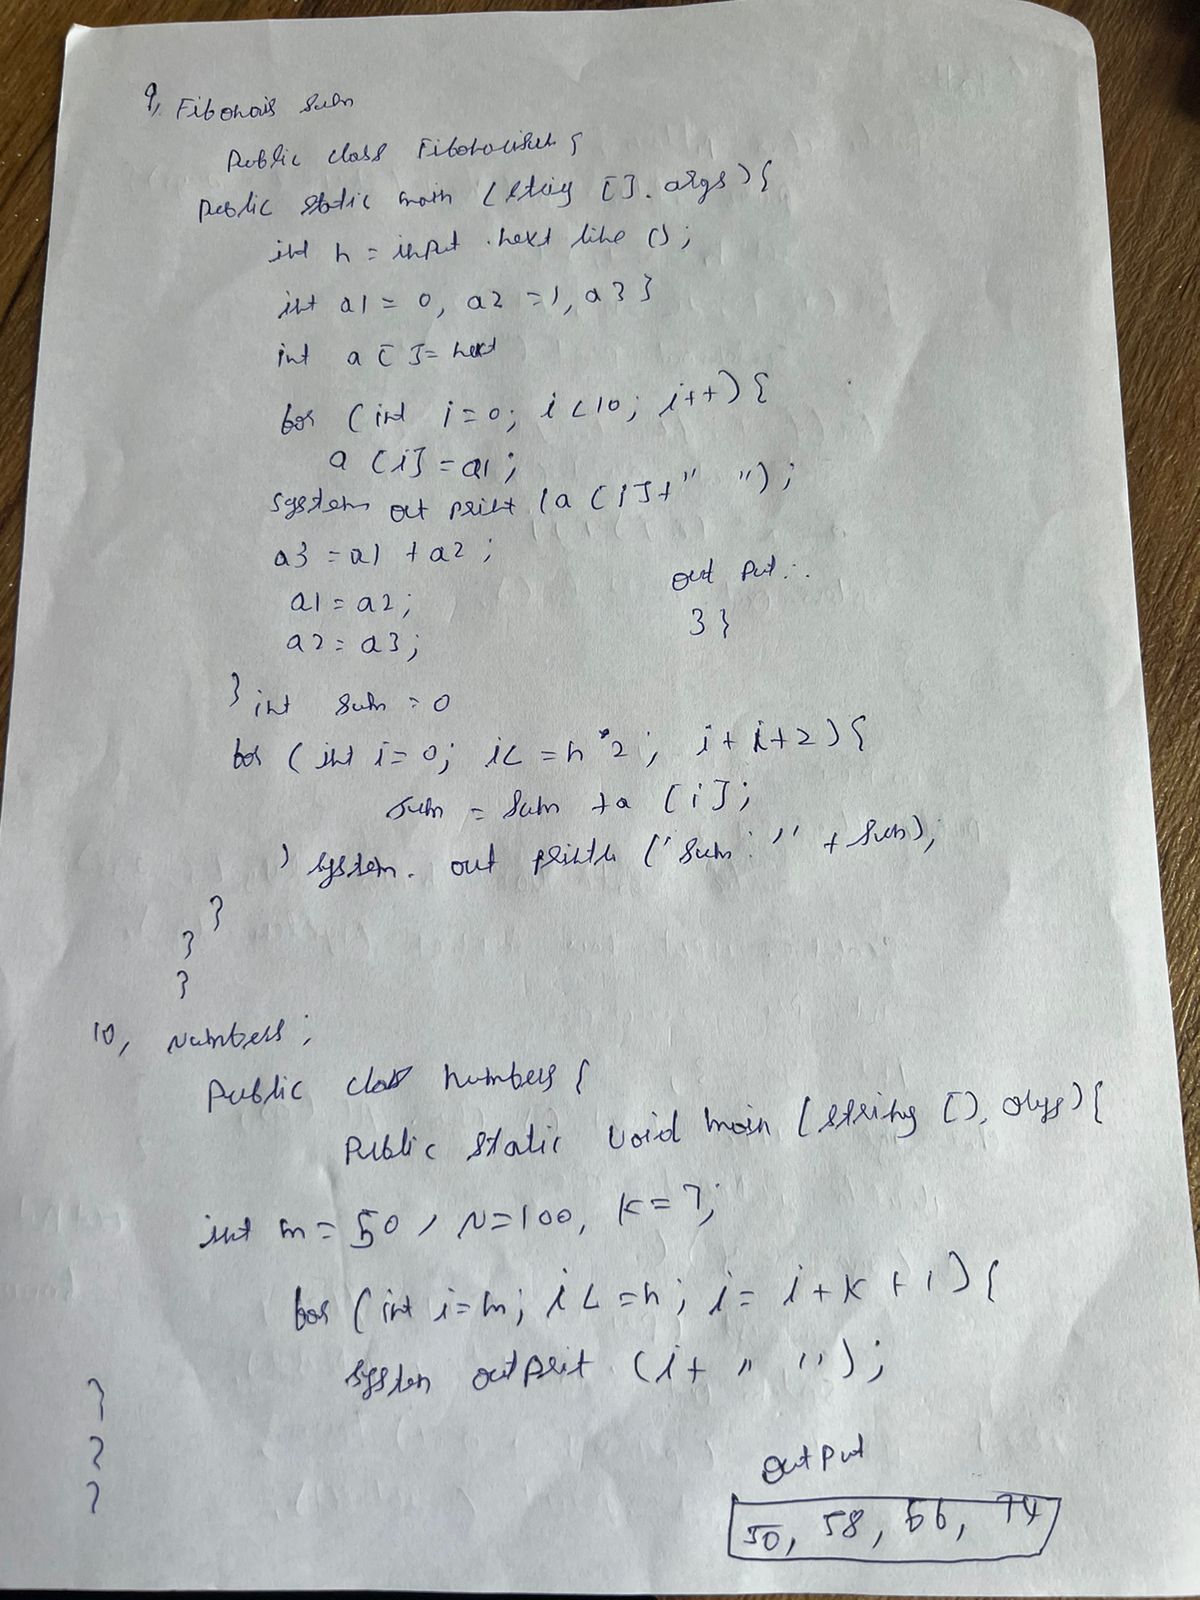 9, Fibonais Sum
Public class Fibonaisum {
Public static main (string []. args) {
int n = input . next line ();
int a1 = 0, a2 = 1, a3 }
int a [] = next
for (int i = 0; i < 10; i++) {
a [i] = a1;
system out print (a [i] + " ");
a3 = a1 + a2 ;
a1 = a2;
a2 = a3;
out put :.
3 }
} int sum = 0
for (int i = 0; i < = n * 2 ; i + i + 2) {
sum = sum + a [i];
) system. out println ("sum : " + sum);
}
}
}
10, Numbers ;
Public class numbers {
Public static void main (string []. args) {
int m = 50 , N = 100, K = 7;
for (int i = m; i < = n; i = i + K + 1) {
system out print (i + " ");
}
}
}
output
50, 58, 66, 74